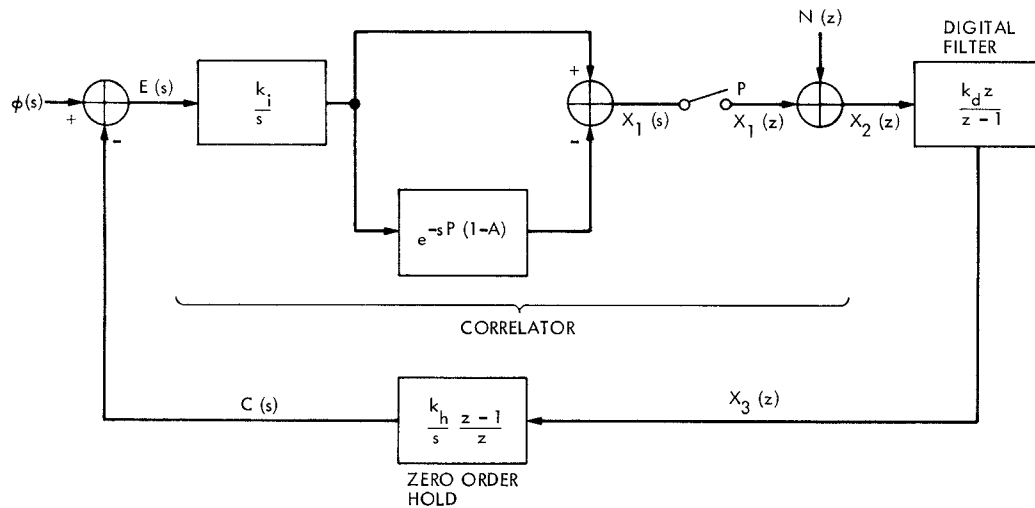 N (z)
DIGITAL
FILTER
ϕ(s)
+
-
E (s)
k_i
s
+
-
X_1 (s)
P
X_1 (z)
X_2 (z)
k_d z
z - 1
e^{-sP (1-A)}
CORRELATOR
C (s)
k_h
s
z - 1
z
X_3 (z)
ZERO ORDER
HOLD